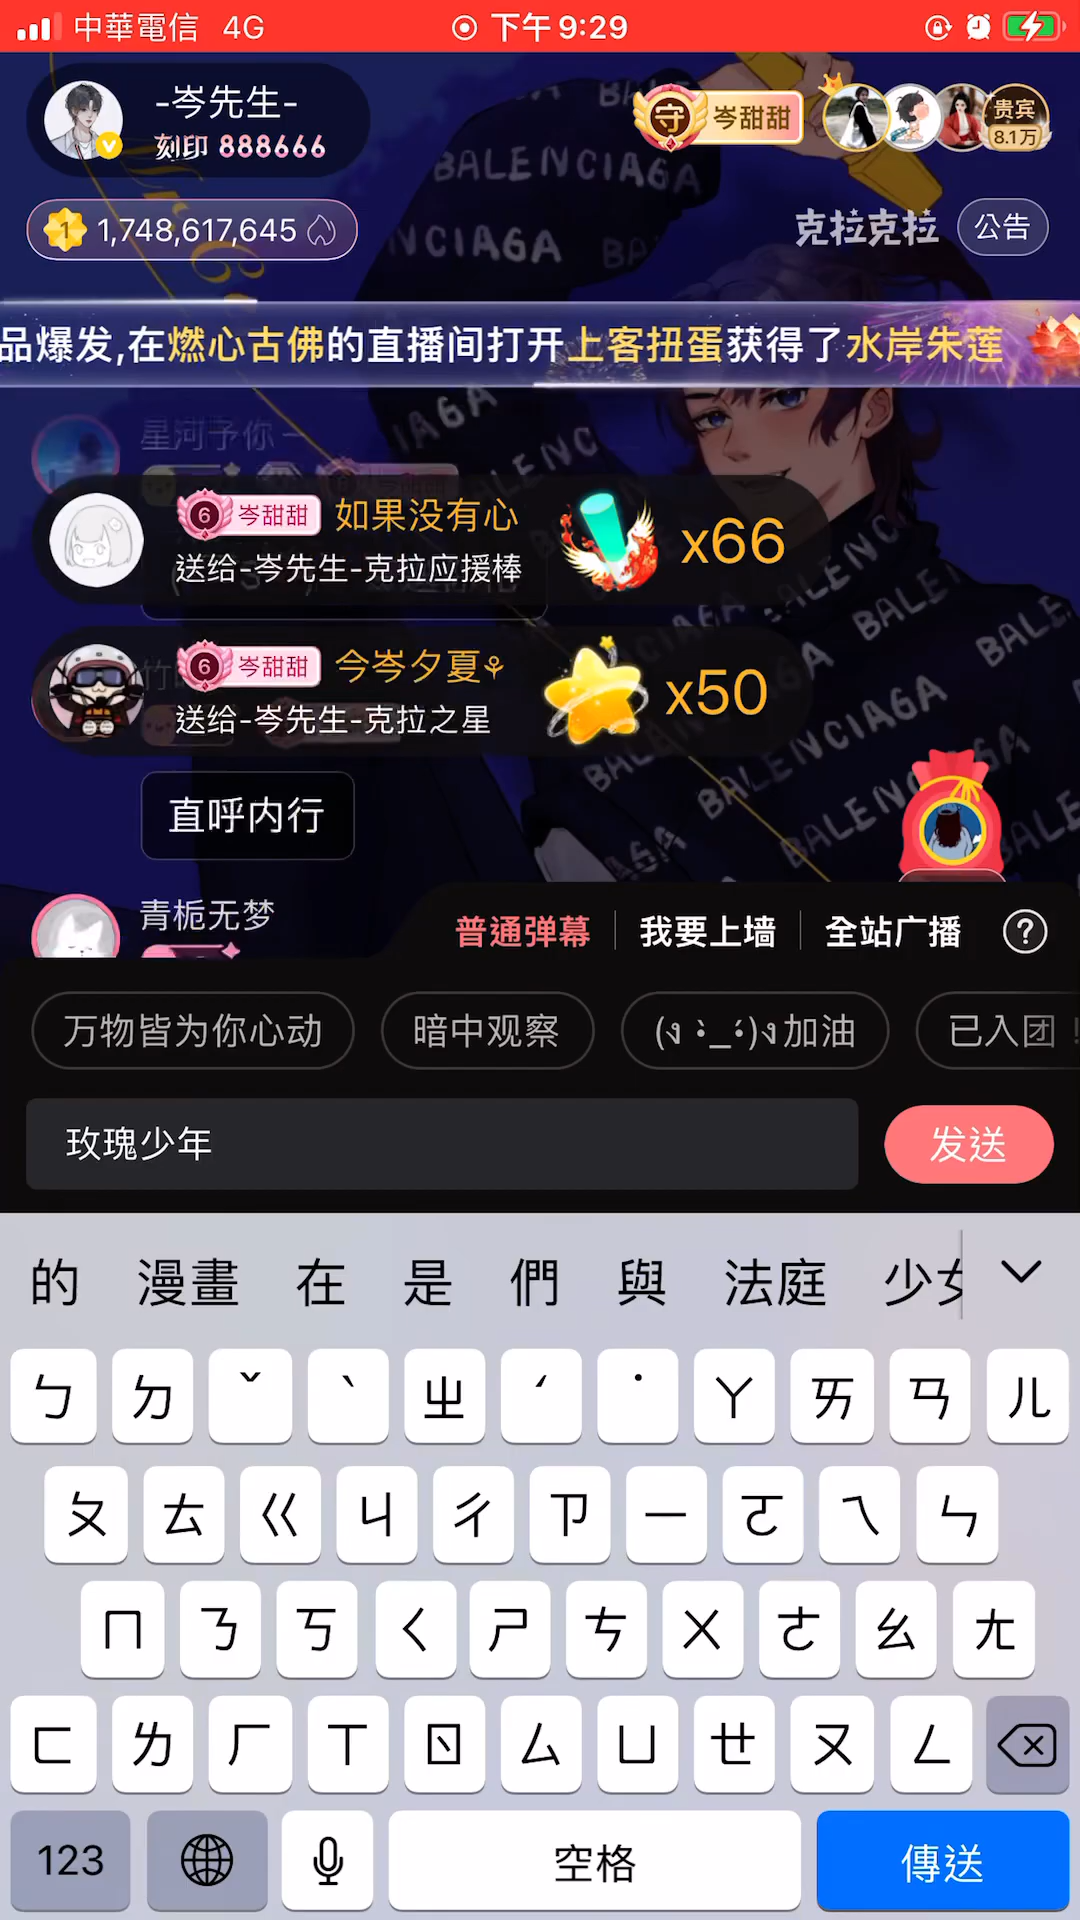 中華電信 4G 下午 9:29
-岑先生-
刻印 888666
守 岑甜甜
贵宾
8.1万
1 1,748,617,645
克拉克拉
公告
BALENCIAGA
品爆发,在燃心古佛的直播间打开上客扭蛋获得了水岸朱莲
星河予你一
6 岑甜甜 如果没有心
送给-岑先生-克拉应援棒
x66
6 岑甜甜 今岑夕夏
送给-岑先生-克拉之星
x50
直呼内行
青栀无梦
普通弹幕 我要上墙 全站广播 ?
万物皆为你心动 暗中观察 (ง •̀_•́)ง加油 已入团!
玫瑰少年
发送
的 漫畫 在 是 們 與 法庭 少女
ㄅ ㄉ ˇ ˋ ㄓ ˊ ˙ ㄚ ㄞ ㄢ ㄦ
ㄆ ㄊ ㄍ ㄐ ㄔ ㄗ ㄧ ㄛ ㄟ ㄣ
ㄇ ㄋ ㄎ ㄑ ㄕ ㄘ ㄨ ㄜ ㄠ ㄤ
ㄈ ㄌ ㄏ ㄒ ㄖ ㄙ ㄩ ㄝ ㄡ ㄥ
123 空格 傳送